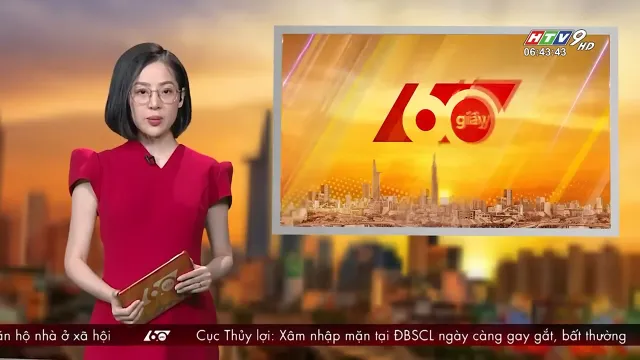 HTV9 HD
06:43:43
60 giây
60
ăn hộ nhà ở xã hội 60 Cục Thủy lợi: Xâm nhập mặn tại ĐBSCL ngày càng gay gắt, bất thường